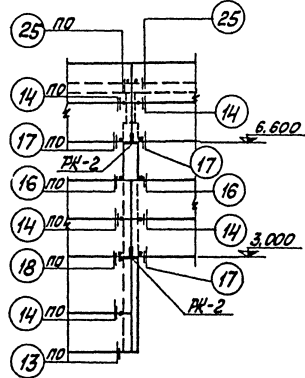 25 по 25
14 по 14
17 по 6.600
РК-2 17
16 по 16
14 по 14
18 по 3,000
17
РК-2
14 по
13 по